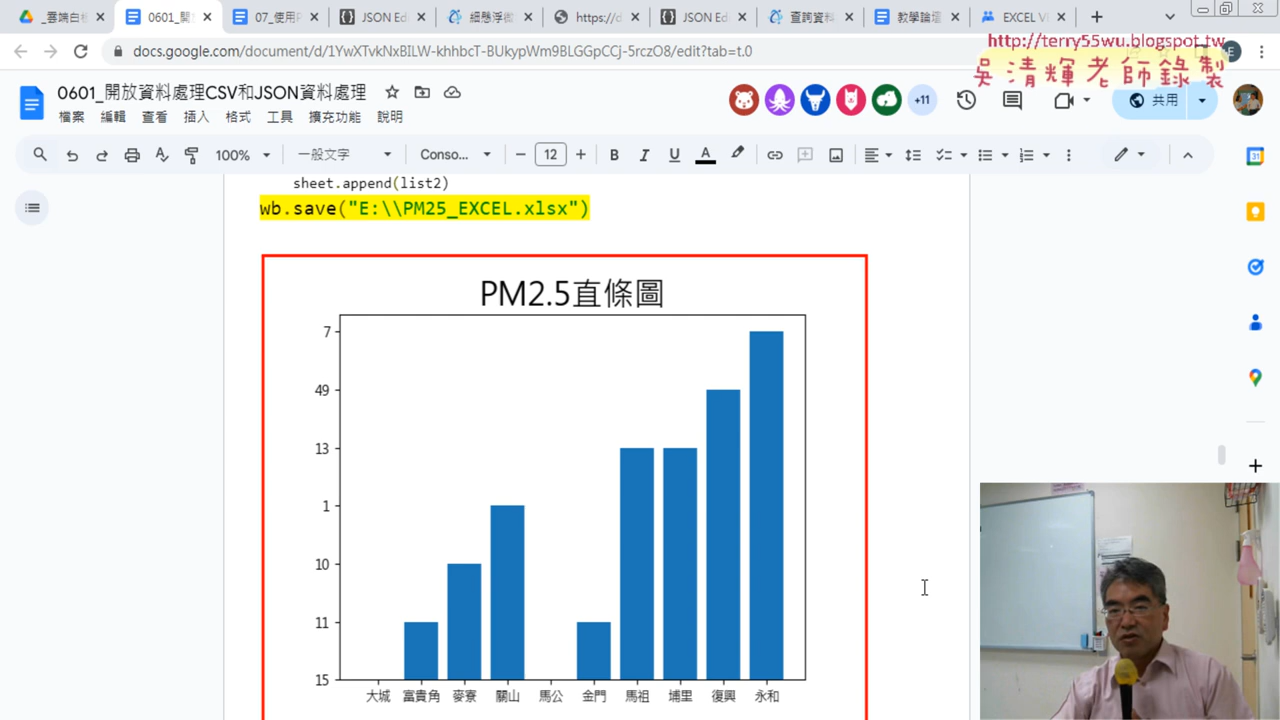 _雲端白板
0601_開放
07_使用P
JSON Edi
細懸浮微
https://d
JSON Edi
查詢資料
教學論壇
EXCEL V
docs.google.com/document/d/1YwXTvkNxBILW-khhbcT-BUkypWm9BLGGpCCj-5rczO8/edit?tab=t.0
http://terry55wu.blogspot.tw
吳清輝老師錄製
0601_開放資料處理CSV和JSON資料處理
檔案 編輯 查看 插入 格式 工具 擴充功能 說明
+11
共用
100% 一般文字 Conso... 12 B I U A
sheet.append(list2)
wb.save("E:\\PM25_EXCEL.xlsx")
PM2.5直條圖
7
49
13
1
10
11
15
大城 富貴角 麥寮 關山 馬公 金門 馬祖 埔里 復興 永和